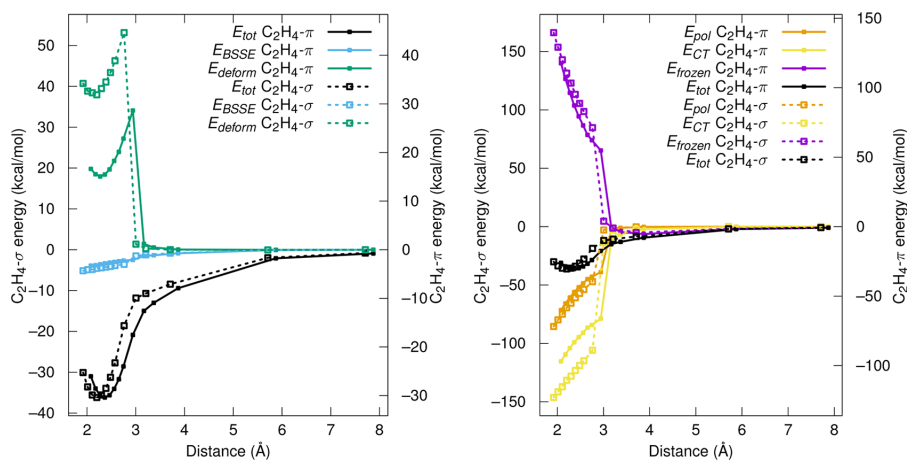 E_tot C₂H₄-π
E_BSSE C₂H₄-π
E_deform C₂H₄-π
E_tot C₂H₄-σ
E_BSSE C₂H₄-σ
E_deform C₂H₄-σ
50
40
30
20
10
0
−10
−20
−30
−40
40
30
20
10
0
−10
−20
−30
2 3 4 5 6 7 8
Distance (Å)
C₂H₄-σ energy (kcal/mol)
C₂H₄-π energy (kcal/mol)
E_pol C₂H₄-π
E_CT C₂H₄-π
E_frozen C₂H₄-π
E_tot C₂H₄-π
E_pol C₂H₄-σ
E_CT C₂H₄-σ
E_frozen C₂H₄-σ
E_tot C₂H₄-σ
150
100
50
0
−50
−100
−150
150
100
50
0
−50
−100
2 3 4 5 6 7 8
Distance (Å)
C₂H₄-σ energy (kcal/mol)
C₂H₄-π energy (kcal/mol)